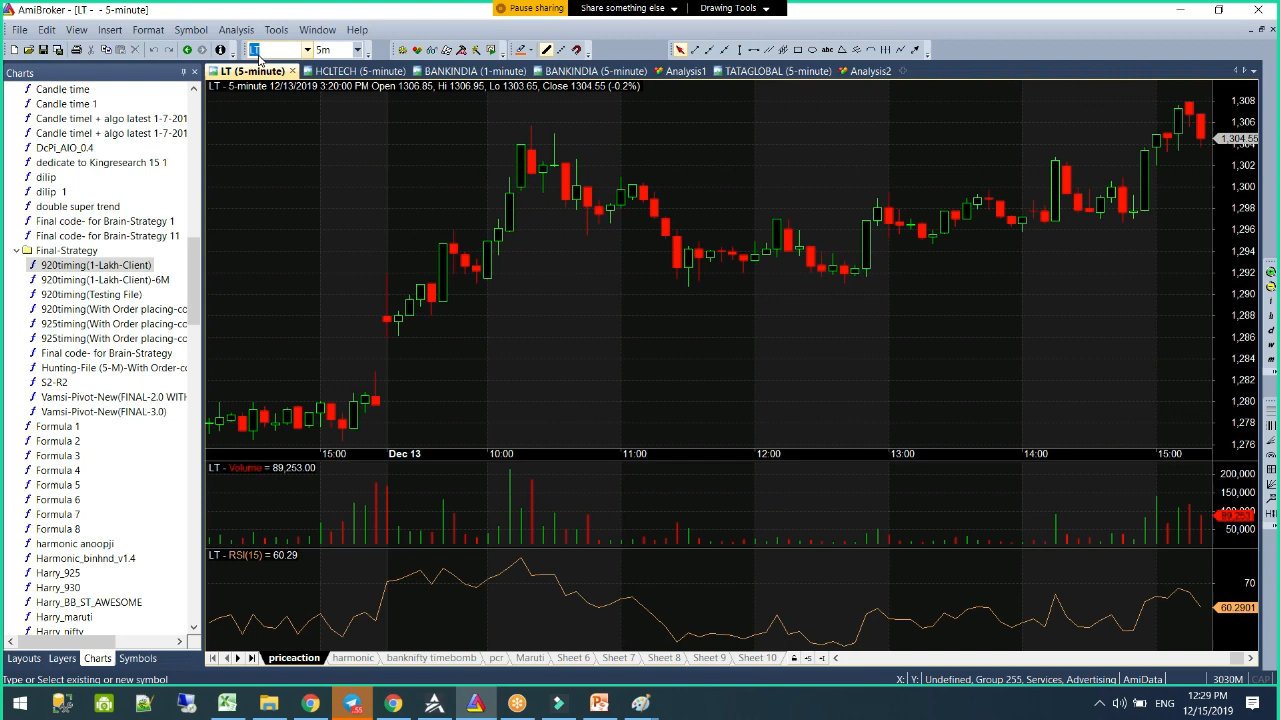 AmiBroker - [LT - - 5-minute]
Pause sharing
Share something else
Drawing Tools
File Edit View Insert Format Symbol Analysis Tools Window Help
LT
5m
abc
Charts
LT (5-minute)
HCLTECH (5-minute)
BANKINDIA (1-minute)
BANKINDIA (5-minute)
Analysis1
TATAGLOBAL (5-minute)
Analysis2
LT - 5-minute 12/13/2019 3:20:00 PM Open 1306.85, Hi 1306.95, Lo 1303.65, Close 1304.55 (-0.2%)
Candle time
Candle time 1
Candle timeI + algo latest 1-7-201
Candle timeI + algo latest 1-7-201
DcPi_AIO_0.4
dedicate to Kingresearch 15 1
dilip
dilip 1
double super trend
Final code- for Brain-Strategy 1
Final code- for Brain-Strategy 11
Final-Strategy
920timing(1-Lakh-Client)
920timing(1-Lakh-Client)-6M
920timing(Testing File)
920timing(With Order placing-co
925timing(With Order placing-co
925timing(With Order placing-co
Final code- for Brain-Strategy
Hunting-File (5-M)-With Order-c
S2-R2
Vamsi-Pivot-New(FINAL-2.0 WITH
Vamsi-Pivot-New(FINAL-3.0)
Formula 1
Formula 2
Formula 3
Formula 4
Formula 5
Formula 6
Formula 7
Formula 8
harmonic anoopji
Harmonic_binhnd_v1.4
Harry_925
Harry_930
Harry_BB_ST_AWESOME
Harry_maruti
Harry_nifty
1,308
1,306
1,304.55
1,304
1,302
1,300
1,298
1,296
1,294
1,292
1,290
1,288
1,286
1,284
1,282
1,280
1,278
1,276
15:00 Dec 13 10:00 11:00 12:00 13:00 14:00 15:00
LT - Volume = 89,253.00
200,000
150,000
50,000
LT - RSI(15) = 60.29
70
60.2901
Layouts Layers Charts Symbols
priceaction harmonic banknifty timebomb pcr Maruti Sheet 6 Sheet 7 Sheet 8 Sheet 9 Sheet 10
Type or Select existing or new symbol
X: Y: Undefined, Group 255, Services, Advertising AmiData 3030M CAP
55
ENG
12:29 PM
12/15/2019